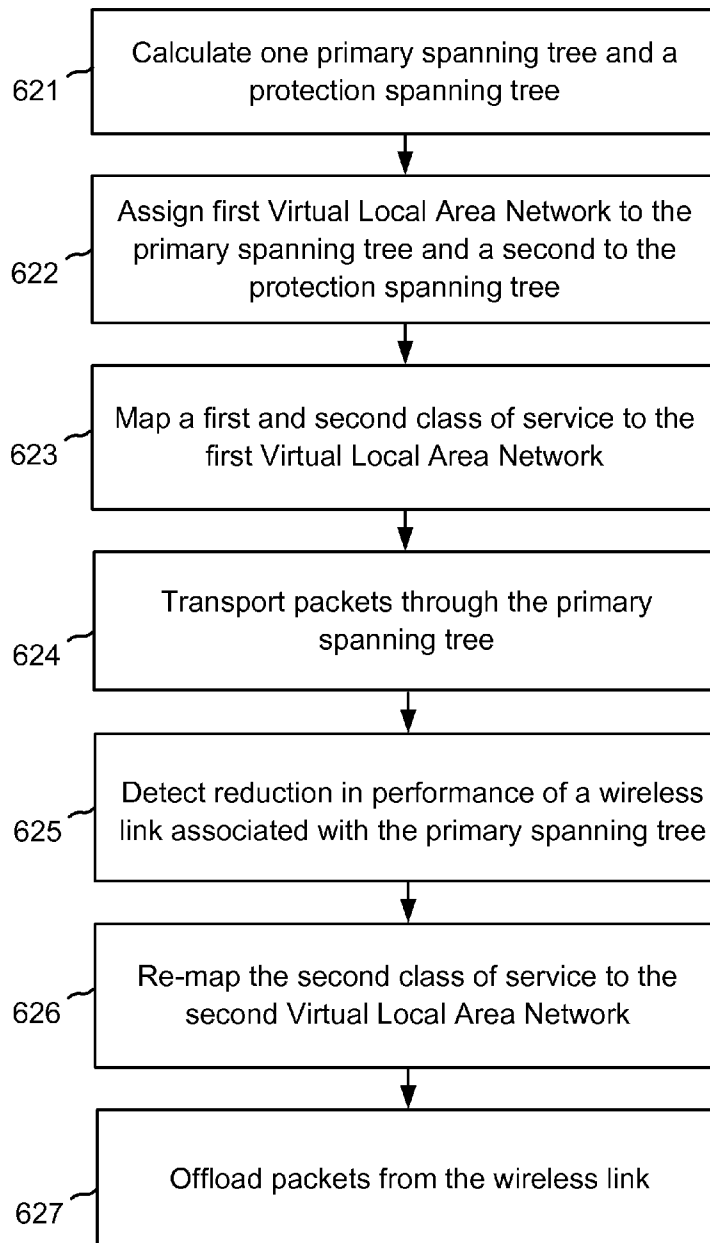 Calculate one primary spanning tree and a
protection spanning tree
621
Assign first Virtual Local Area Network to the
primary spanning tree and a second to the
protection spanning tree
622
Map a first and second class of service to the
first Virtual Local Area Network
623
Transport packets through the primary
spanning tree
624
Detect reduction in performance of a wireless
link associated with the primary spanning tree
625
Re-map the second class of service to the
second Virtual Local Area Network
626
Offload packets from the wireless link
627